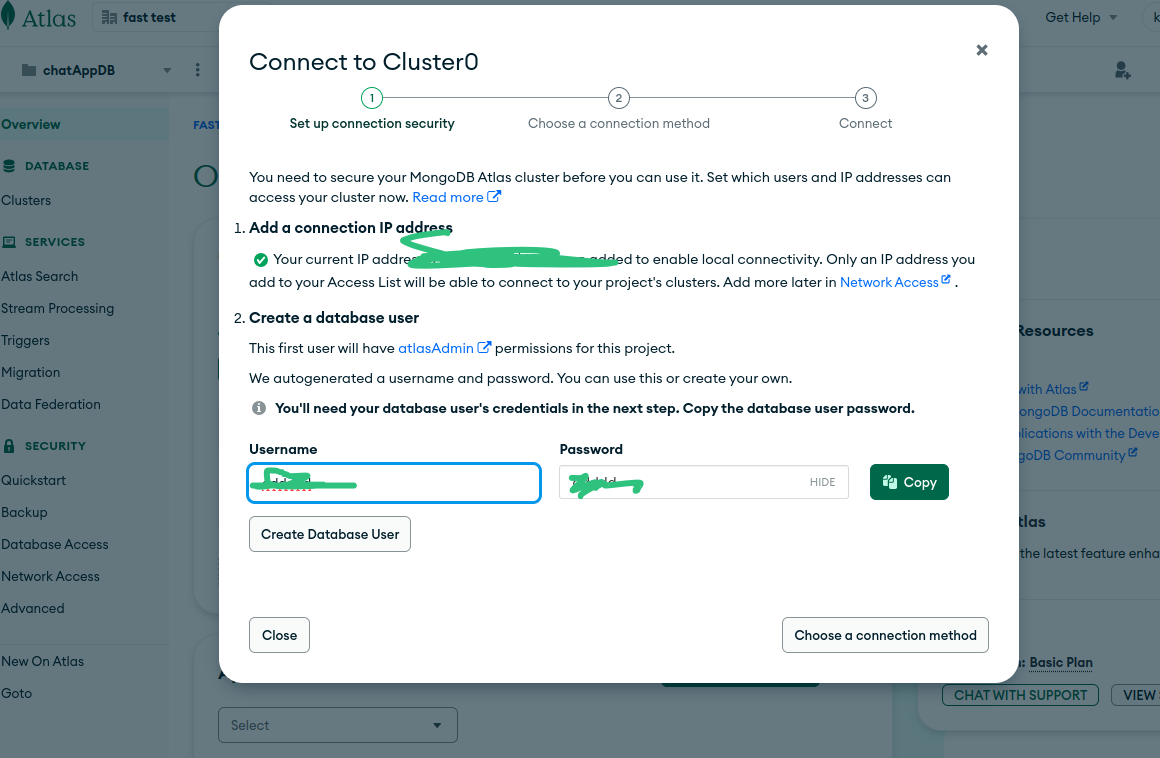 Atlas
fast test
Get Help
chatAppDB
Overview
DATABASE
Clusters
SERVICES
Atlas Search
Stream Processing
Triggers
Migration
Data Federation
SECURITY
Quickstart
Backup
Database Access
Network Access
Advanced
New On Atlas
Goto
FAST
Connect to Cluster0
1
2
3
Set up connection security
Choose a connection method
Connect
You need to secure your MongoDB Atlas cluster before you can use it. Set which users and IP addresses can
access your cluster now. Read more
1. Add a connection IP address
Your current IP added to enable local connectivity. Only an IP address you
add to your Access List will be able to connect to your project's clusters. Add more later in Network Access .
2. Create a database user
This first user will have atlasAdmin permissions for this project.
We autogenerated a username and password. You can use this or create your own.
You'll need your database user's credentials in the next step. Copy the database user password.
Username
Password
HIDE
Copy
Create Database User
Close
Choose a connection method
Select
Resources
with Atlas
ongoDB Documentatio
plications with the Deve
goDB Community
tlas
the latest feature enha
: Basic Plan
CHAT WITH SUPPORT
VIEW